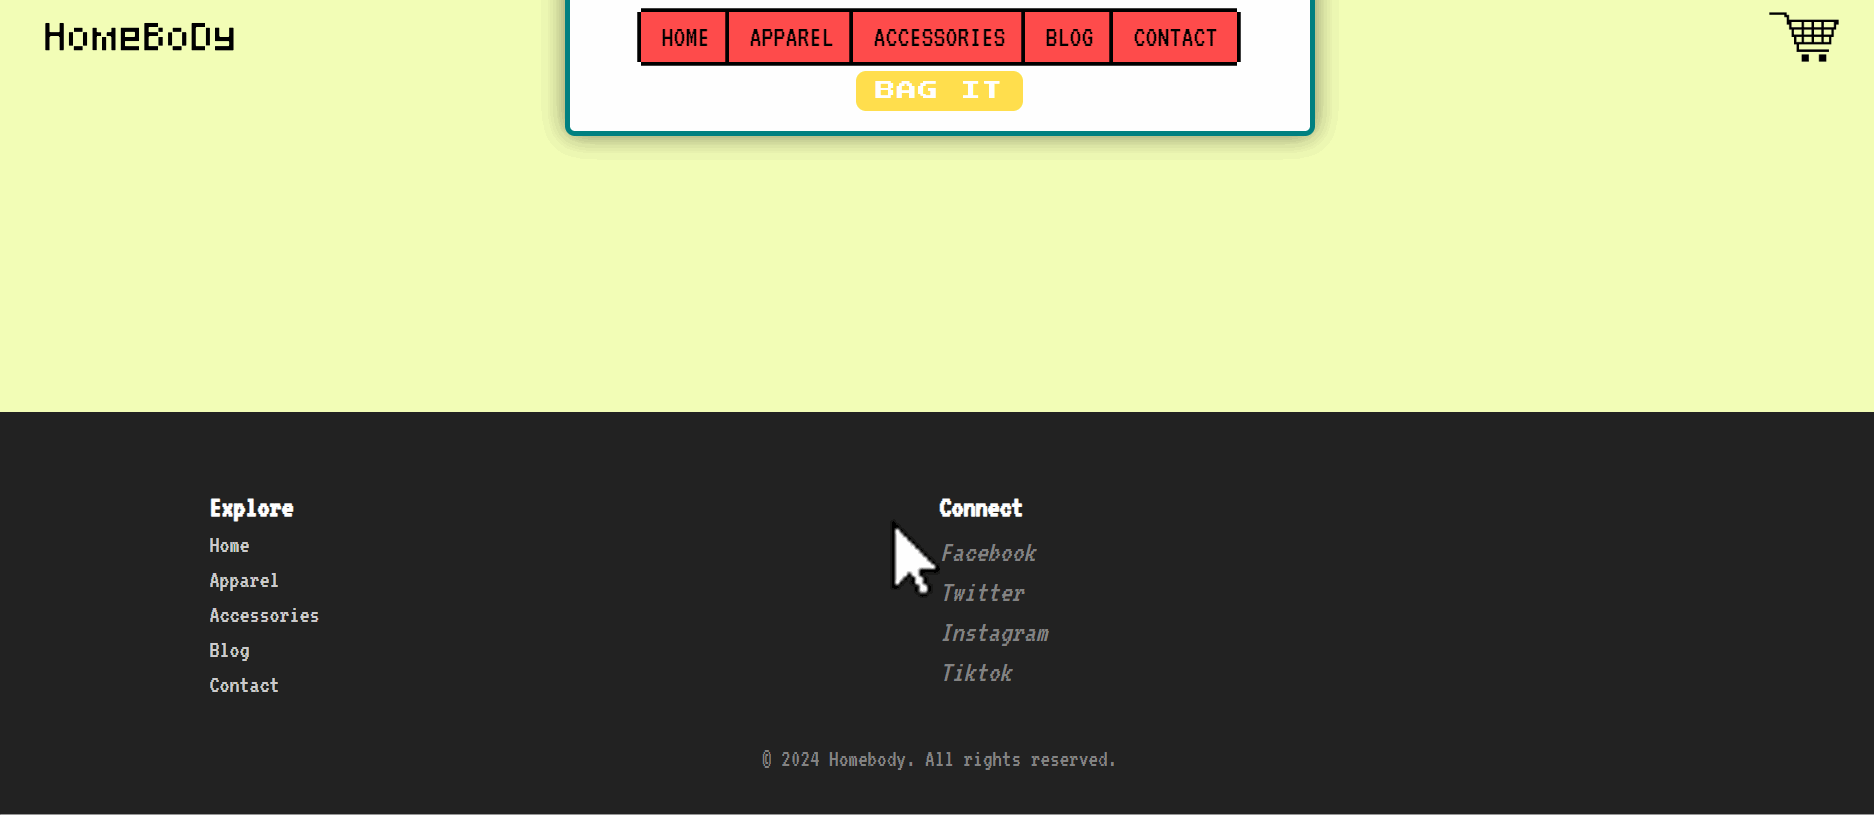 HomeBoDy
HOME APPAREL ACCESSORIES BLOG CONTACT
BAG IT
Explore
Home
Apparel
Accessories
Blog
Contact
Connect
Facebook
Twitter
Instagram
Tiktok
© 2024 Homebody. All rights reserved.